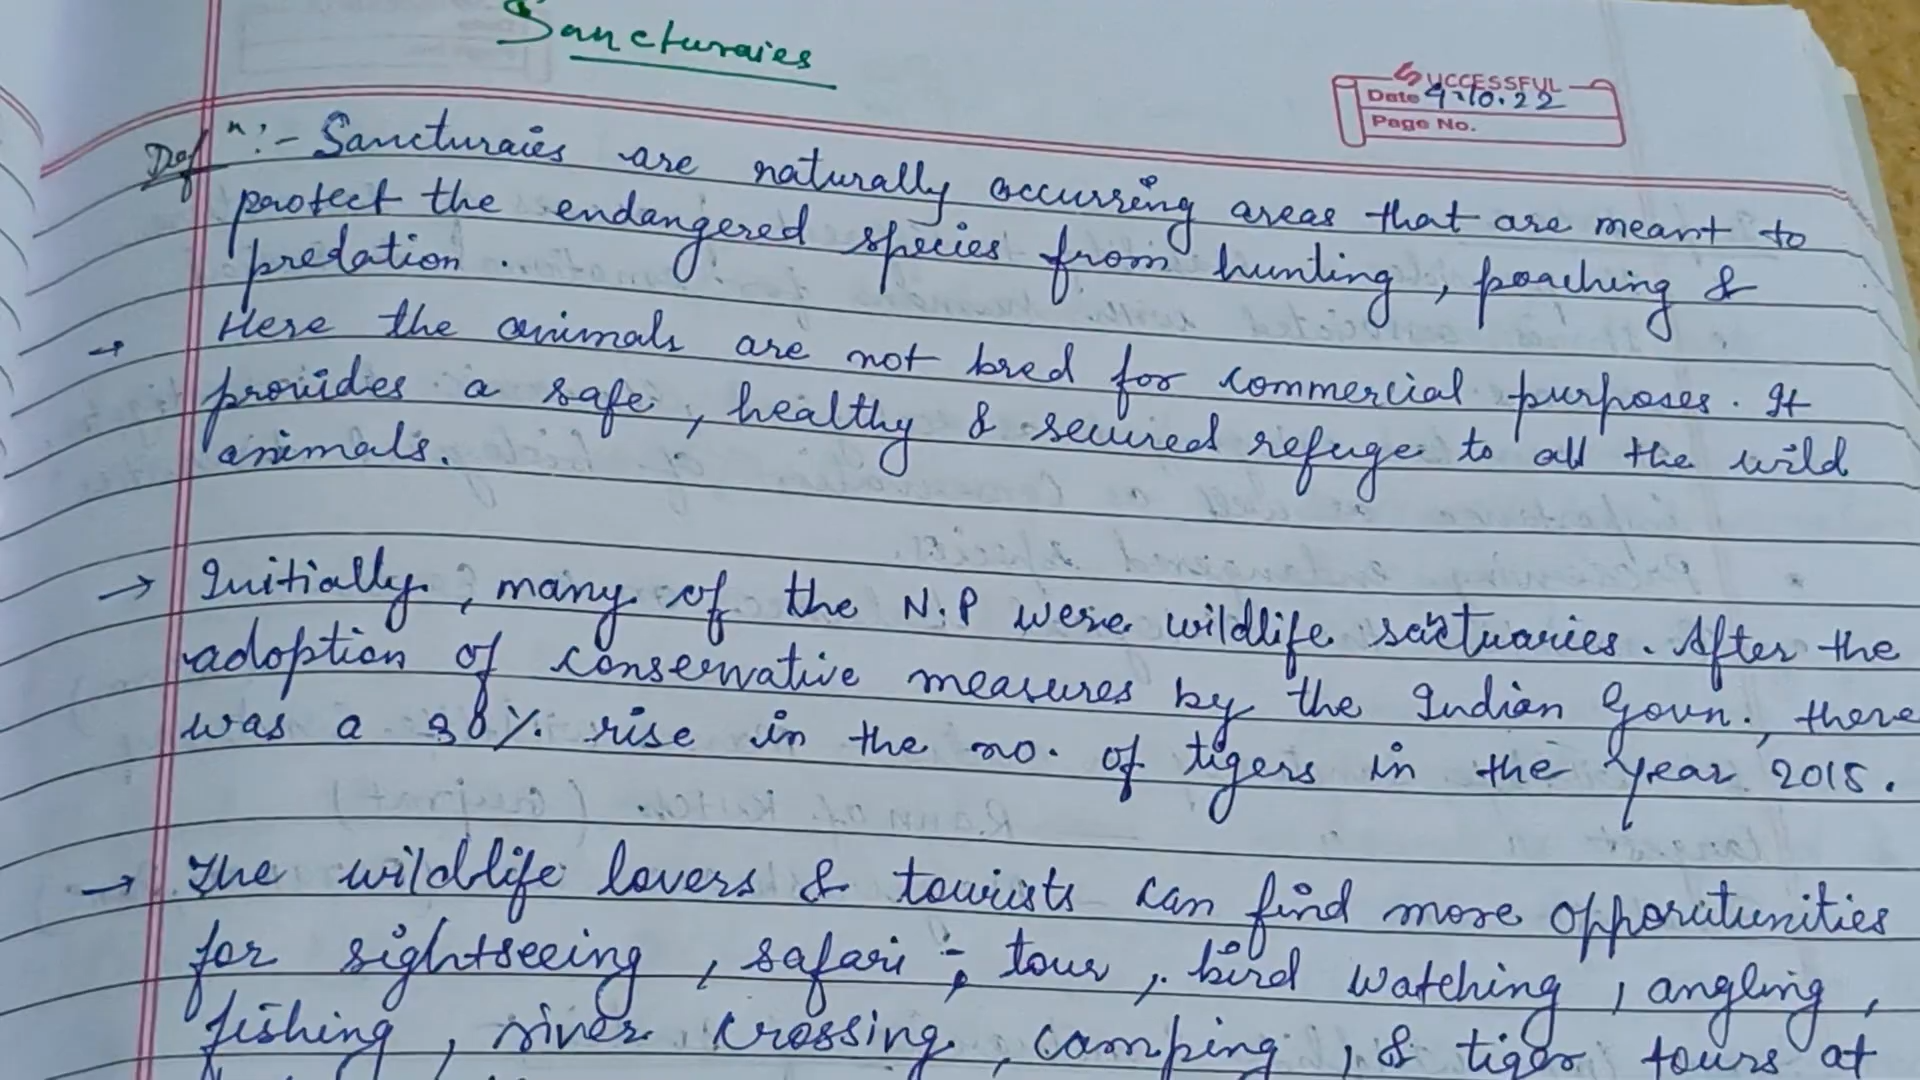 Sancturaies
SUCCESSFUL
Date 4.10.22
Page No.
Defn:- Sancturaies are naturally occurring areas that are meant to
protect the endangered species from hunting, poaching &
predation.
→ Here the animals are not bred for commercial purposes. It
provides a safe, healthy & secured refuge to all the wild
animals.
→ Initially, many of the N.P were wildlife sactuaries. After the
adoption of conservative measures by the Indian Govn., there
was a 30% rise in the no. of tigers in the year 2015.
→ The wildlife lovers & tourists can find more opporutunities
for sightseeing, safari, tour, bird watching, angling,
fishing, river crossing, camping, & tiger tours at